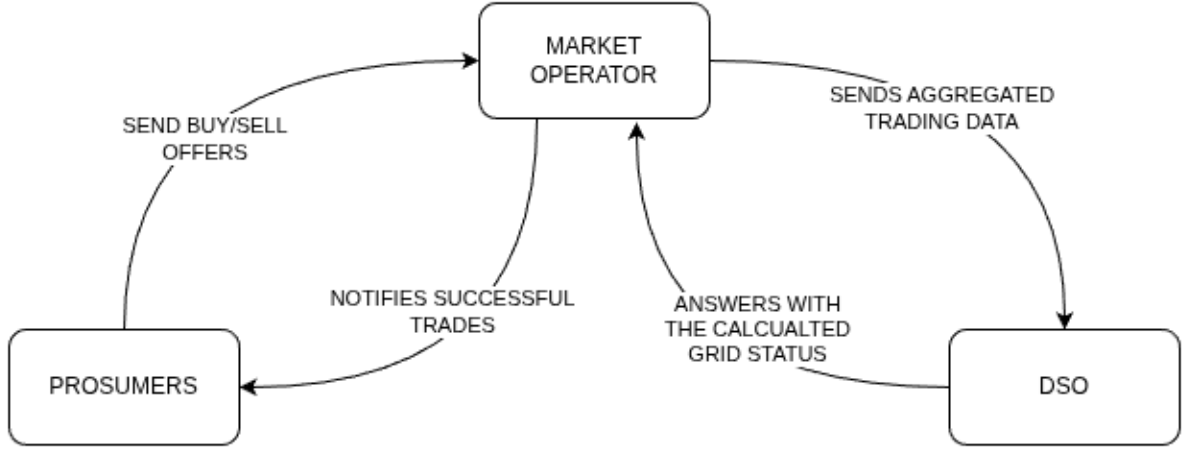 MARKET
OPERATOR
SENDS AGGREGATED
TRADING DATA
SEND BUY/SELL
OFFERS
NOTIFIES SUCCESSFUL
TRADES
ANSWERS WITH
THE CALCUALTED
GRID STATUS
PROSUMERS
DSO